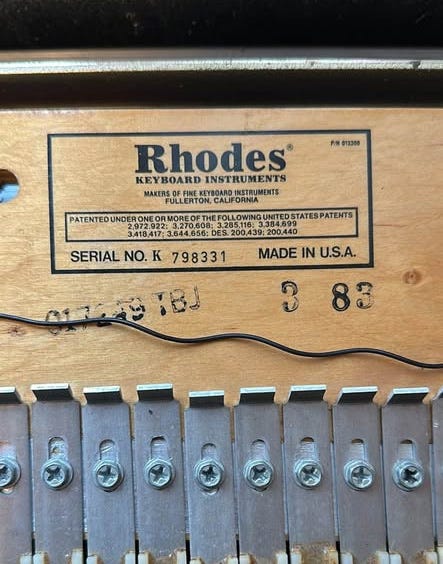 Rhodes®
P/N 013300
KEYBOARD INSTRUMENTS
MAKERS OF FINE KEYBOARD INSTRUMENTS
FULLERTON, CALIFORNIA
PATENTED UNDER ONE OR MORE OF THE FOLLOWING UNITED STATES PATENTS
2,972,922; 3,270,608; 3,285,116; 3,384,699
3,418,417; 3,644,656; DES. 200,439; 200,440
SERIAL NO. K 798331 MADE IN U.S.A.
TBJ 3 83